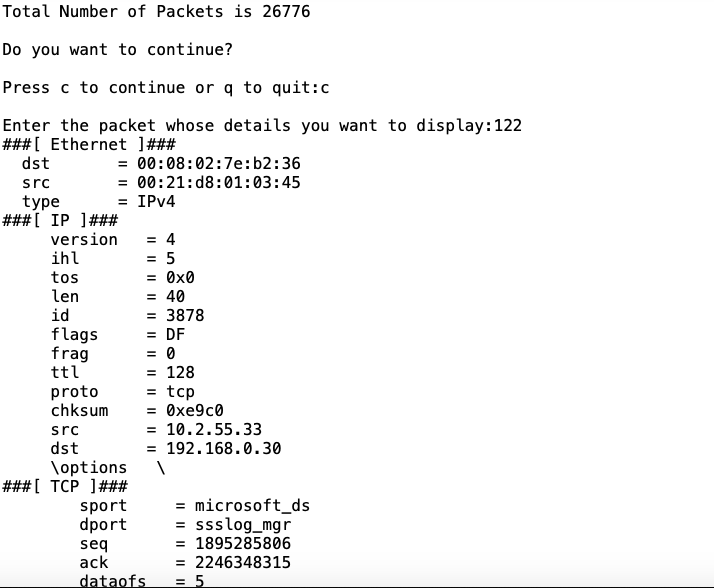 Total Number of Packets is 26776
Do you want to continue?
Press c to continue or q to quit:c
Enter the packet whose details you want to display:122
###[ Ethernet ]###
  dst       = 00:08:02:7e:b2:36
  src       = 00:21:d8:01:03:45
  type      = IPv4
###[ IP ]###
     version   = 4
     ihl       = 5
     tos       = 0x0
     len       = 40
     id        = 3878
     flags     = DF
     frag      = 0
     ttl       = 128
     proto     = tcp
     chksum    = 0xe9c0
     src       = 10.2.55.33
     dst       = 192.168.0.30
     \options   \
###[ TCP ]###
        sport     = microsoft_ds
        dport     = ssslog_mgr
        seq       = 1895285806
        ack       = 2246348315
        dataofs   = 5